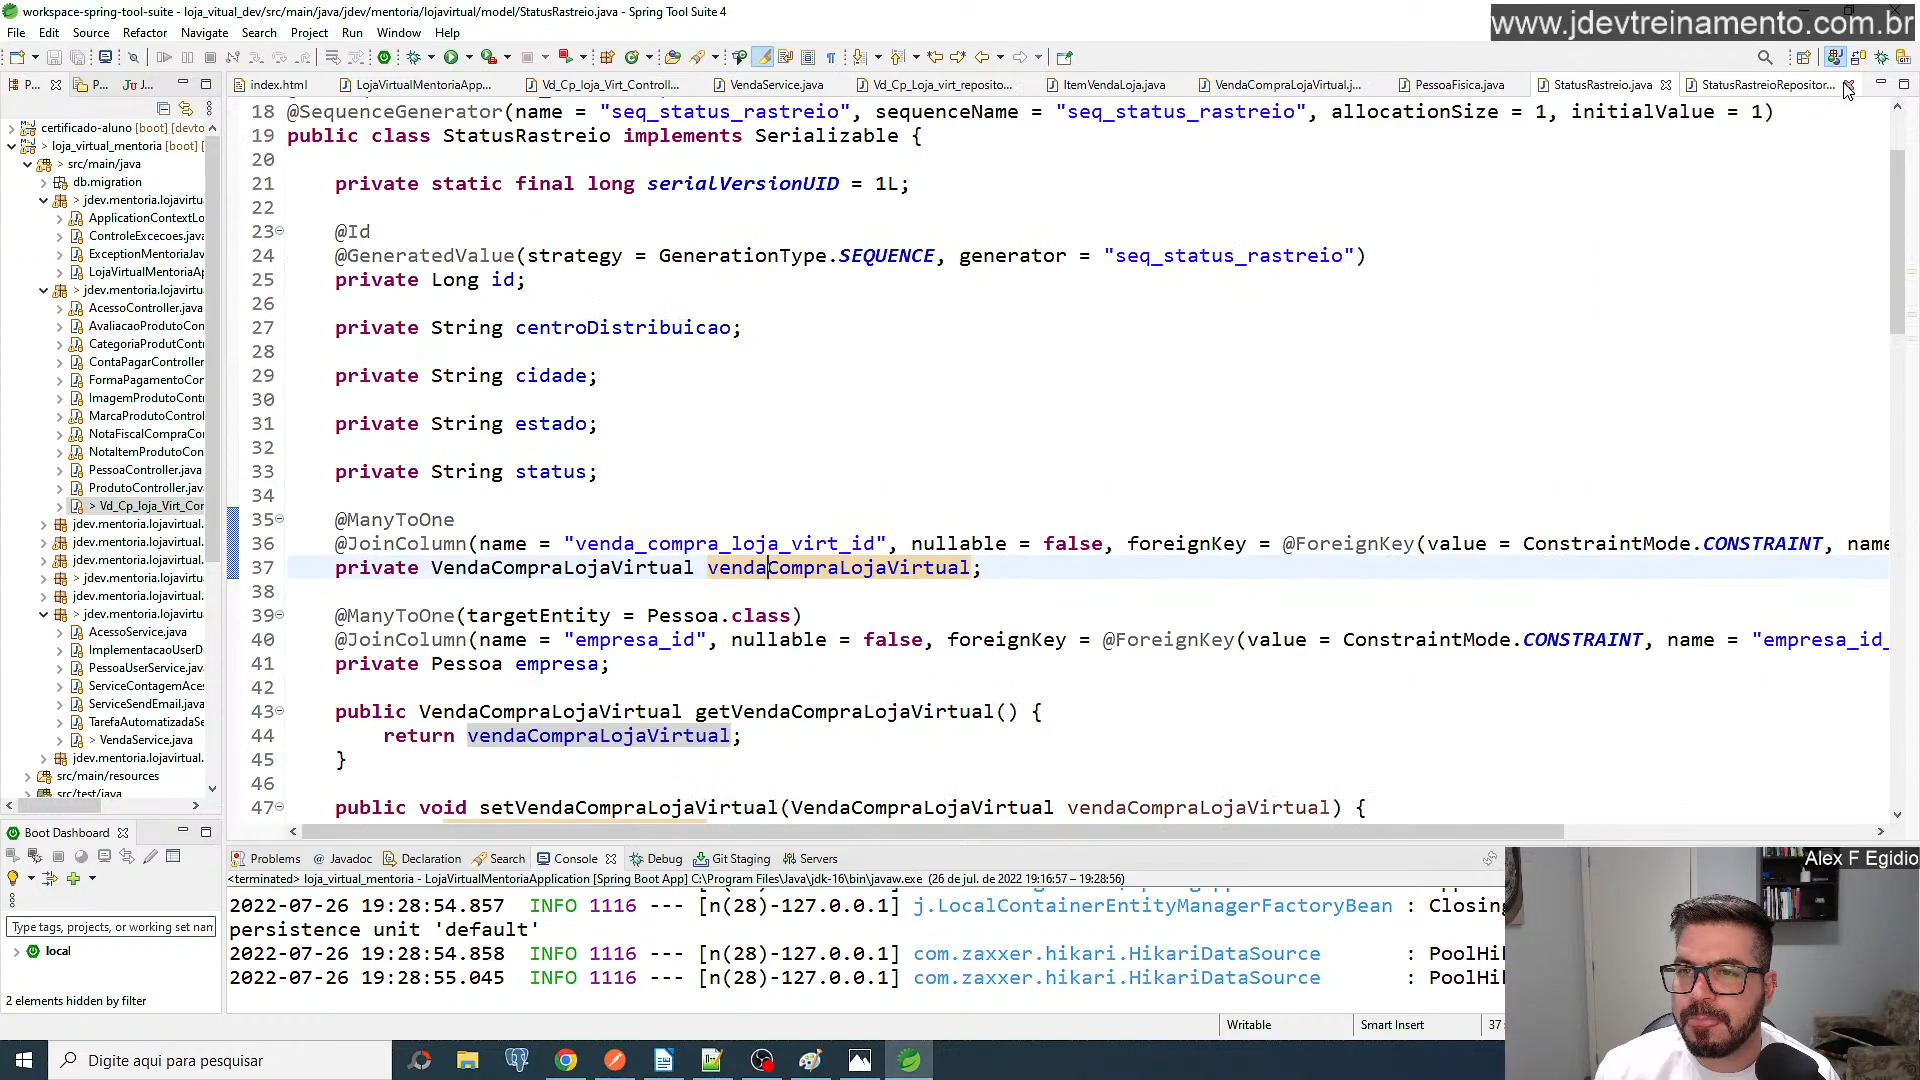 workspace-spring-tool-suite - loja_vitual_dev/src/main/java/jdev/mentoria/lojavirtual/model/StatusRastreio.java - Spring Tool Suite 4
www.jdevtreinamento.com.br
File Edit Source Refactor Navigate Search Project Run Window Help
P... P... J...
index.html LojaVirtualMentoriaApp... Vd_Cp_loja_Virt_Controll... VendaService.java Vd_Cp_Loja_virt_reposito... ItemVendaLoja.java VendaCompraLojaVirtual.j... PessoaFisica.java StatusRastreio.java StatusRastreioRepositor...
certificado-aluno [boot] [devto
> loja_virtual_mentoria [boot]
> src/main/java
db.migration
> jdev.mentoria.lojavirtu
ApplicationContextLo
ControleExcecoes.java
ExceptionMentoriaJav
LojaVirtualMentoriaAp
> jdev.mentoria.lojavirtu
AcessoController.java
AvaliacaoProdutoCon
CategoriaProdutContr
ContaPagarController
FormaPagamentoCor
ImagemProdutoContr
MarcaProdutoControl
NotaFiscalCompraCor
NotaItemProdutoCon
PessoaController.java
ProdutoController.jav
> Vd_Cp_loja_Virt_Cor
jdev.mentoria.lojavirtual.
jdev.mentoria.lojavirtual.
jdev.mentoria.lojavirtual.
> jdev.mentoria.lojavirtu
jdev.mentoria.lojavirtual.
> jdev.mentoria.lojavirtu
AcessoService.java
ImplementacaoUserD
PessoaUserService.jav
ServiceContagemAces
ServiceSendEmail.java
TarefaAutomatizadaSe
> VendaService.java
jdev.mentoria.lojavirtual.
src/main/resources
src/test/java
18 @SequenceGenerator(name = "seq_status_rastreio", sequenceName = "seq_status_rastreio", allocationSize = 1, initialValue = 1)
19 public class StatusRastreio implements Serializable {
20
21 private static final long serialVersionUID = 1L;
22
23 @Id
24 @GeneratedValue(strategy = GenerationType.SEQUENCE, generator = "seq_status_rastreio")
25 private Long id;
26
27 private String centroDistribuicao;
28
29 private String cidade;
30
31 private String estado;
32
33 private String status;
34
35 @ManyToOne
36 @JoinColumn(name = "venda_compra_loja_virt_id", nullable = false, foreignKey = @ForeignKey(value = ConstraintMode.CONSTRAINT, name
37 private VendaCompraLojaVirtual vendaCompraLojaVirtual;
38
39 @ManyToOne(targetEntity = Pessoa.class)
40 @JoinColumn(name = "empresa_id", nullable = false, foreignKey = @ForeignKey(value = ConstraintMode.CONSTRAINT, name = "empresa_id_
41 private Pessoa empresa;
42
43 public VendaCompraLojaVirtual getVendaCompraLojaVirtual() {
44 return vendaCompraLojaVirtual;
45 }
46
47 public void setVendaCompraLojaVirtual(VendaCompraLojaVirtual vendaCompraLojaVirtual) {
Boot Dashboard
Type tags, projects, or working set nam
local
2 elements hidden by filter
Problems Javadoc Declaration Search Console Debug Git Staging Servers
<terminated> loja_virtual_mentoria - LojaVirtualMentoriaApplication [Spring Boot App] C:\Program Files\Java\jdk-16\bin\javaw.exe (26 de jul. de 2022 19:16:57 – 19:28:56)
2022-07-26 19:28:54.857 INFO 1116 --- [n(28)-127.0.0.1] j.LocalContainerEntityManagerFactoryBean : Closing
persistence unit 'default'
2022-07-26 19:28:54.858 INFO 1116 --- [n(28)-127.0.0.1] com.zaxxer.hikari.HikariDataSource : PoolHi
2022-07-26 19:28:55.045 INFO 1116 --- [n(28)-127.0.0.1] com.zaxxer.hikari.HikariDataSource : PoolHi
Alex F Egidio
Writable Smart Insert 37
Digite aqui para pesquisar